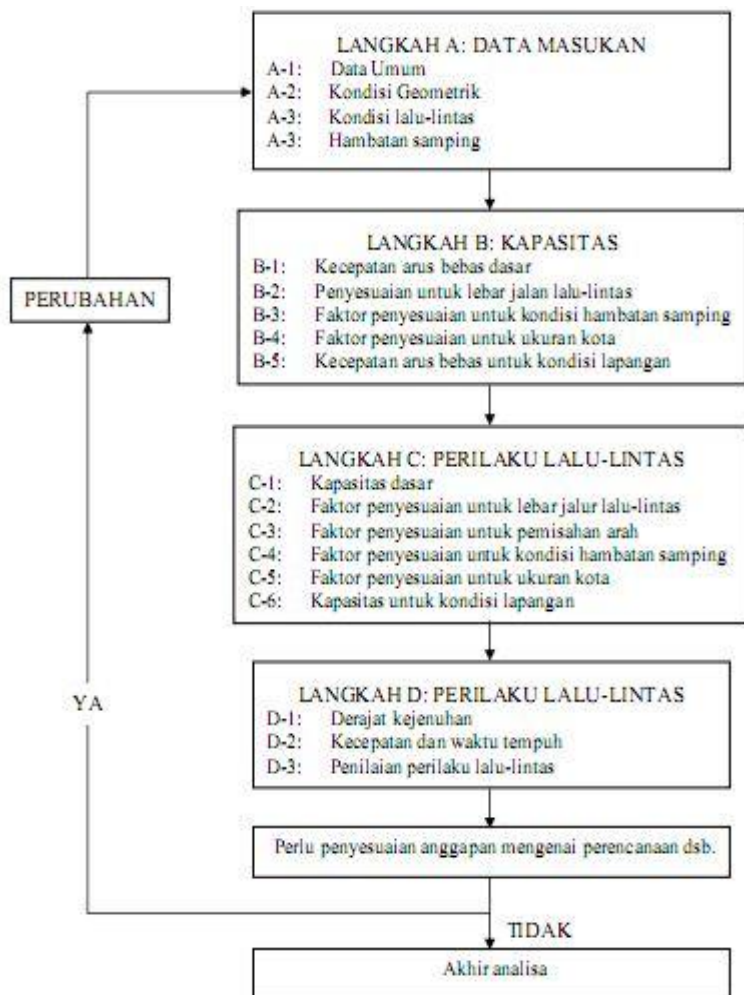 LANGKAH A: DATA MASUKAN
A-1: Data Umum
A-2: Kondisi Geometrik
A-3: Kondisi lalu-lintas
A-3: Hambatan samping
LANGKAH B: KAPASITAS
B-1: Kecepatan arus bebas dasar
B-2: Penyesuaian untuk lebar jalan lalu-lintas
B-3: Faktor penyesuaian untuk kondisi hambatan samping
B-4: Faktor penyesuaian untuk ukuran kota
B-5: Kecepatan arus bebas untuk kondisi lapangan
PERUBAHAN
LANGKAH C: PERILAKU LALU-LINTAS
C-1: Kapasitas dasar
C-2: Faktor penyesuaian untuk lebar jalur lalu-lintas
C-3: Faktor penyesuaian untuk pemisahan arah
C-4: Faktor penyesuaian untuk kondisi hambatan samping
C-5: Faktor penyesuaian untuk ukuran kota
C-6: Kapasitas untuk kondisi lapangan
LANGKAH D: PERILAKU LALU-LINTAS
D-1: Derajat kejenuhan
D-2: Kecepatan dan waktu tempuh
D-3: Penilaian perilaku lalu-lintas
YA
Perlu penyesuaian anggapan mengenai perencanaan dsb.
TIDAK
Akhir analisa